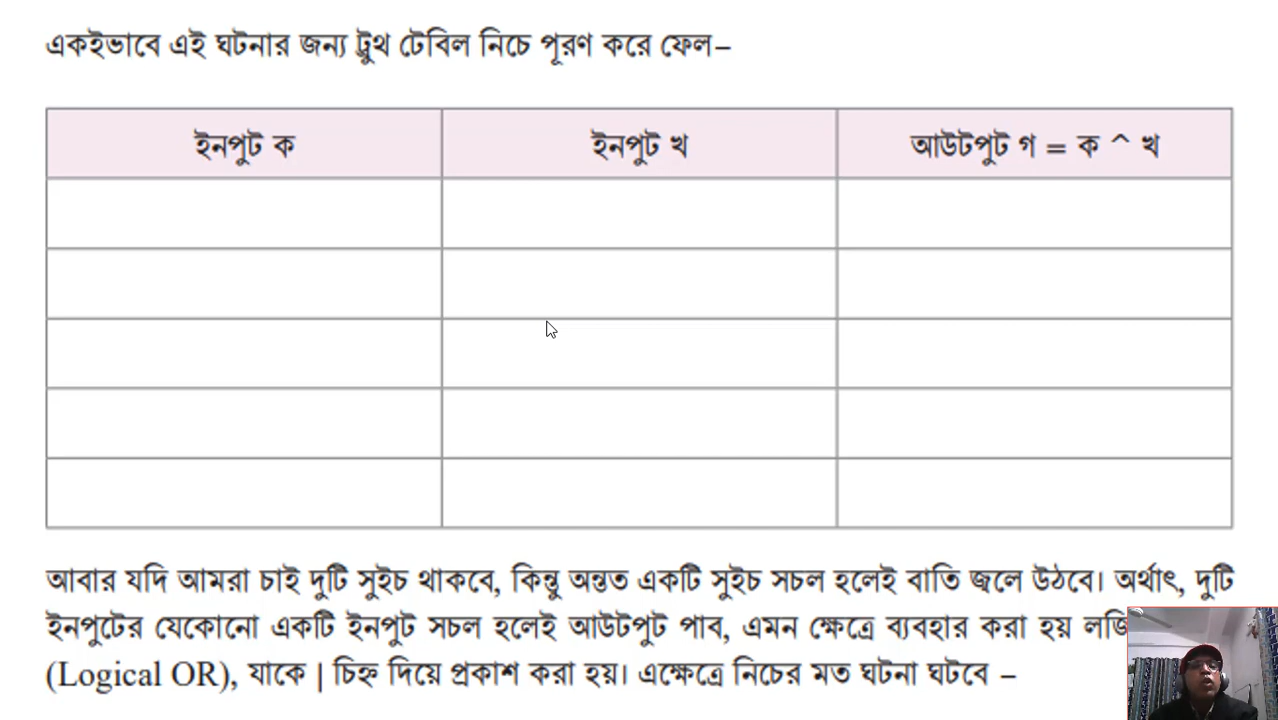 একইভাবে এই ঘটনার জন্য ট্রুথ টেবিল নিচে পূরণ করে ফেল–
ইনপুট ক ইনপুট খ আউটপুট গ = ক ^ খ
আবার যদি আমরা চাই দুটি সুইচ থাকবে, কিন্তু অন্তত একটি সুইচ সচল হলেই বাতি জ্বলে উঠবে। অর্থাৎ, দুটি
ইনপুটের যেকোনো একটি ইনপুট সচল হলেই আউটপুট পাব, এমন ক্ষেত্রে ব্যবহার করা হয়
(Logical OR), যাকে | চিহ্ন দিয়ে প্রকাশ করা হয়। এক্ষেত্রে নিচের মত ঘটনা ঘটবে –